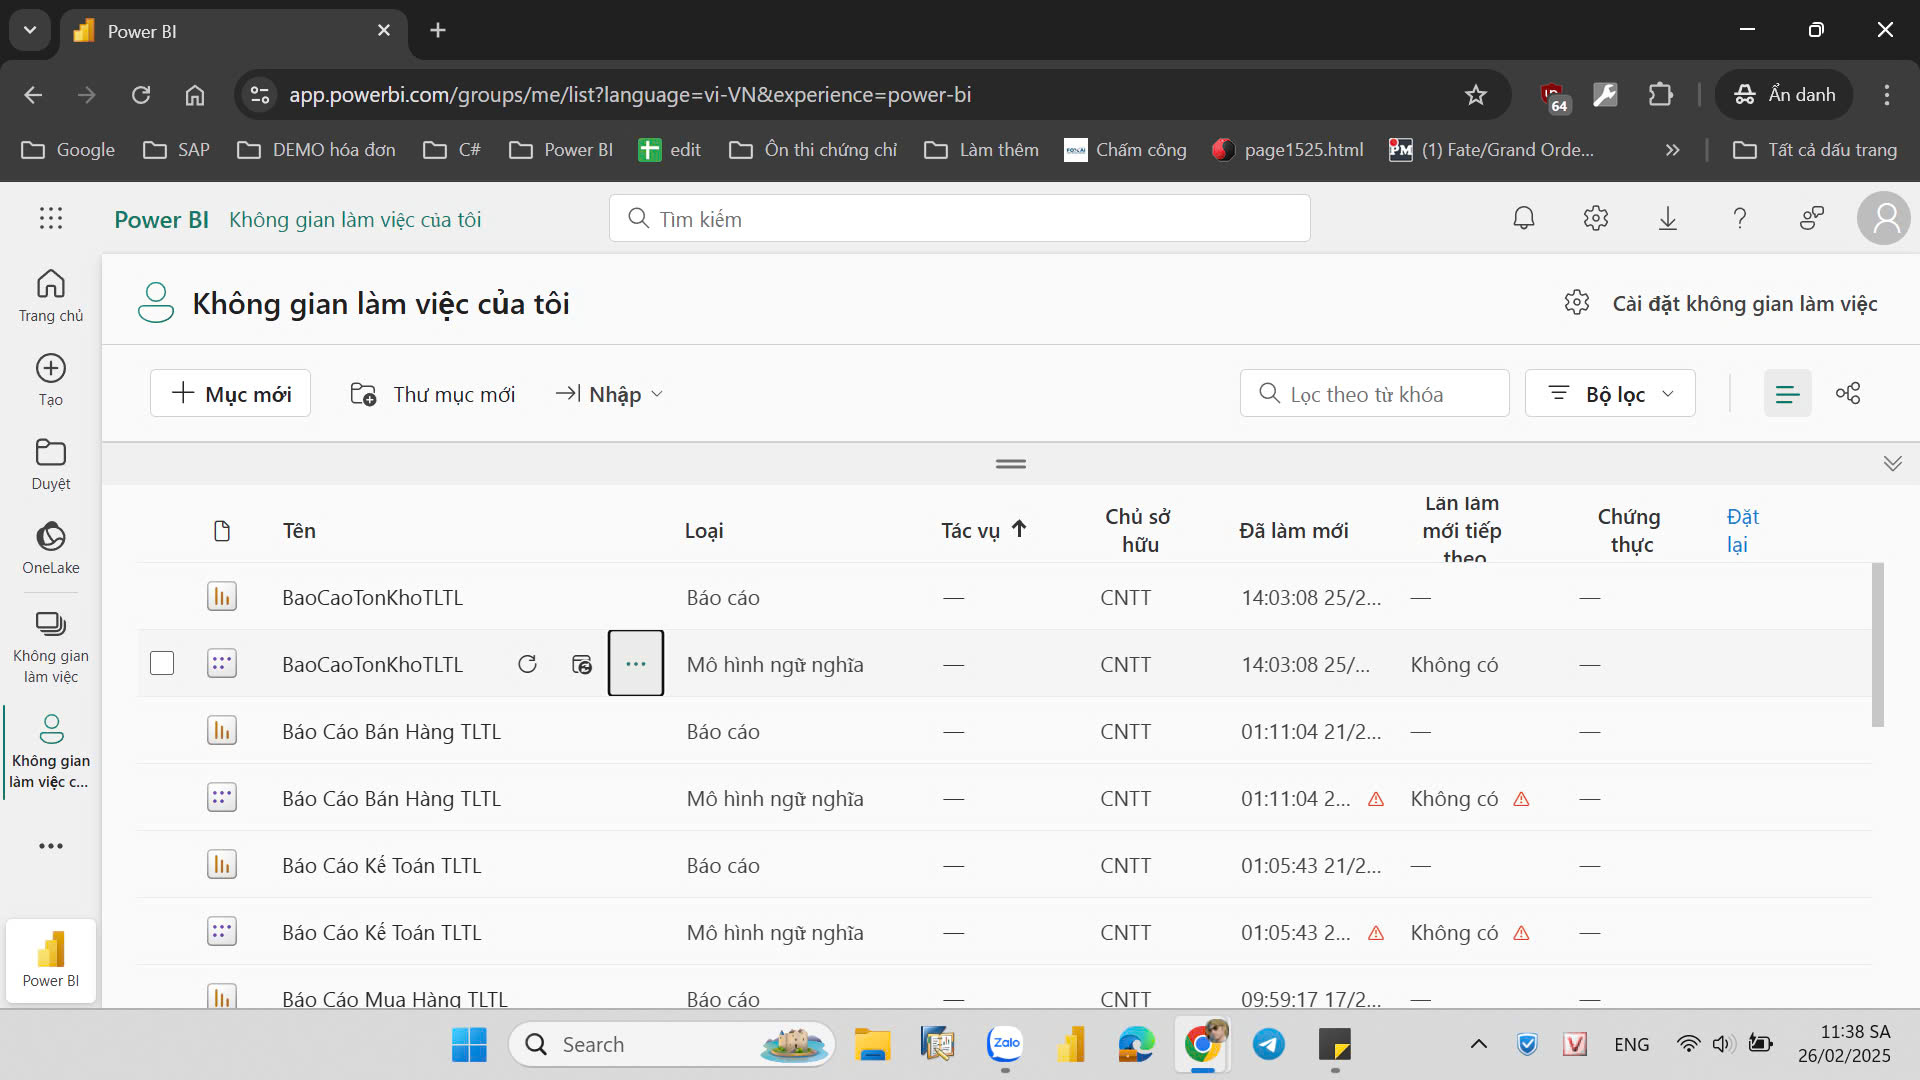 Power BI
app.powerbi.com/groups/me/list?language=vi-VN&experience=power-bi
64
Ẩn danh
Google
SAP
DEMO hóa đơn
C#
Power BI
edit
Ôn thi chứng chỉ
Làm thêm
Chấm công
page1525.html
(1) Fate/Grand Orde...
Tất cả dấu trang
Power BI Không gian làm việc của tôi
Tìm kiếm
Trang chủ
Tạo
Duyệt
OneLake
Không gian
làm việc
Không gian
làm việc c...
Power BI
Không gian làm việc của tôi
Cài đặt không gian làm việc
Mục mới
Thư mục mới
Nhập
Lọc theo từ khóa
Bộ lọc
Tên
Loại
Tác vụ
Chủ sở
hữu
Đã làm mới
Lần làm
mới tiếp
theo
Chứng
thực
Đặt
lại
BaoCaoTonKhoTLTL Báo cáo — CNTT 14:03:08 25/2... — —
BaoCaoTonKhoTLTL Mô hình ngữ nghĩa — CNTT 14:03:08 25/... Không có —
Báo Cáo Bán Hàng TLTL Báo cáo — CNTT 01:11:04 21/2... — —
Báo Cáo Bán Hàng TLTL Mô hình ngữ nghĩa — CNTT 01:11:04 2... Không có —
Báo Cáo Kế Toán TLTL Báo cáo — CNTT 01:05:43 21/2... — —
Báo Cáo Kế Toán TLTL Mô hình ngữ nghĩa — CNTT 01:05:43 2... Không có —
Báo Cáo Mua Hàng TLTL Báo cáo — CNTT 09:59:17 17/2... — —
Search
Zalo
ENG
11:38 SA
26/02/2025